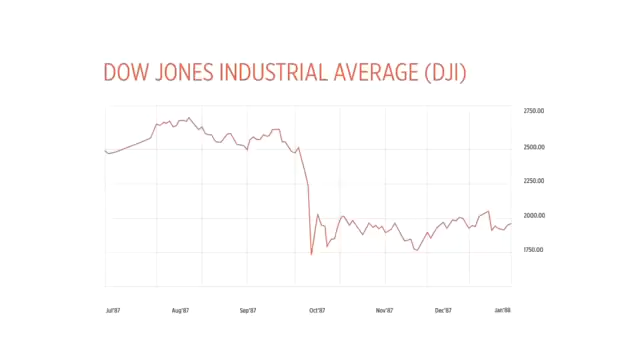 DOW JONES INDUSTRIAL AVERAGE (DJI)
2750.00
2500.00
2250.00
2000.00
1750.00
Jul'87 Aug'87 Sep'87 Oct'87 Nov'87 Dec'87 Jan'88